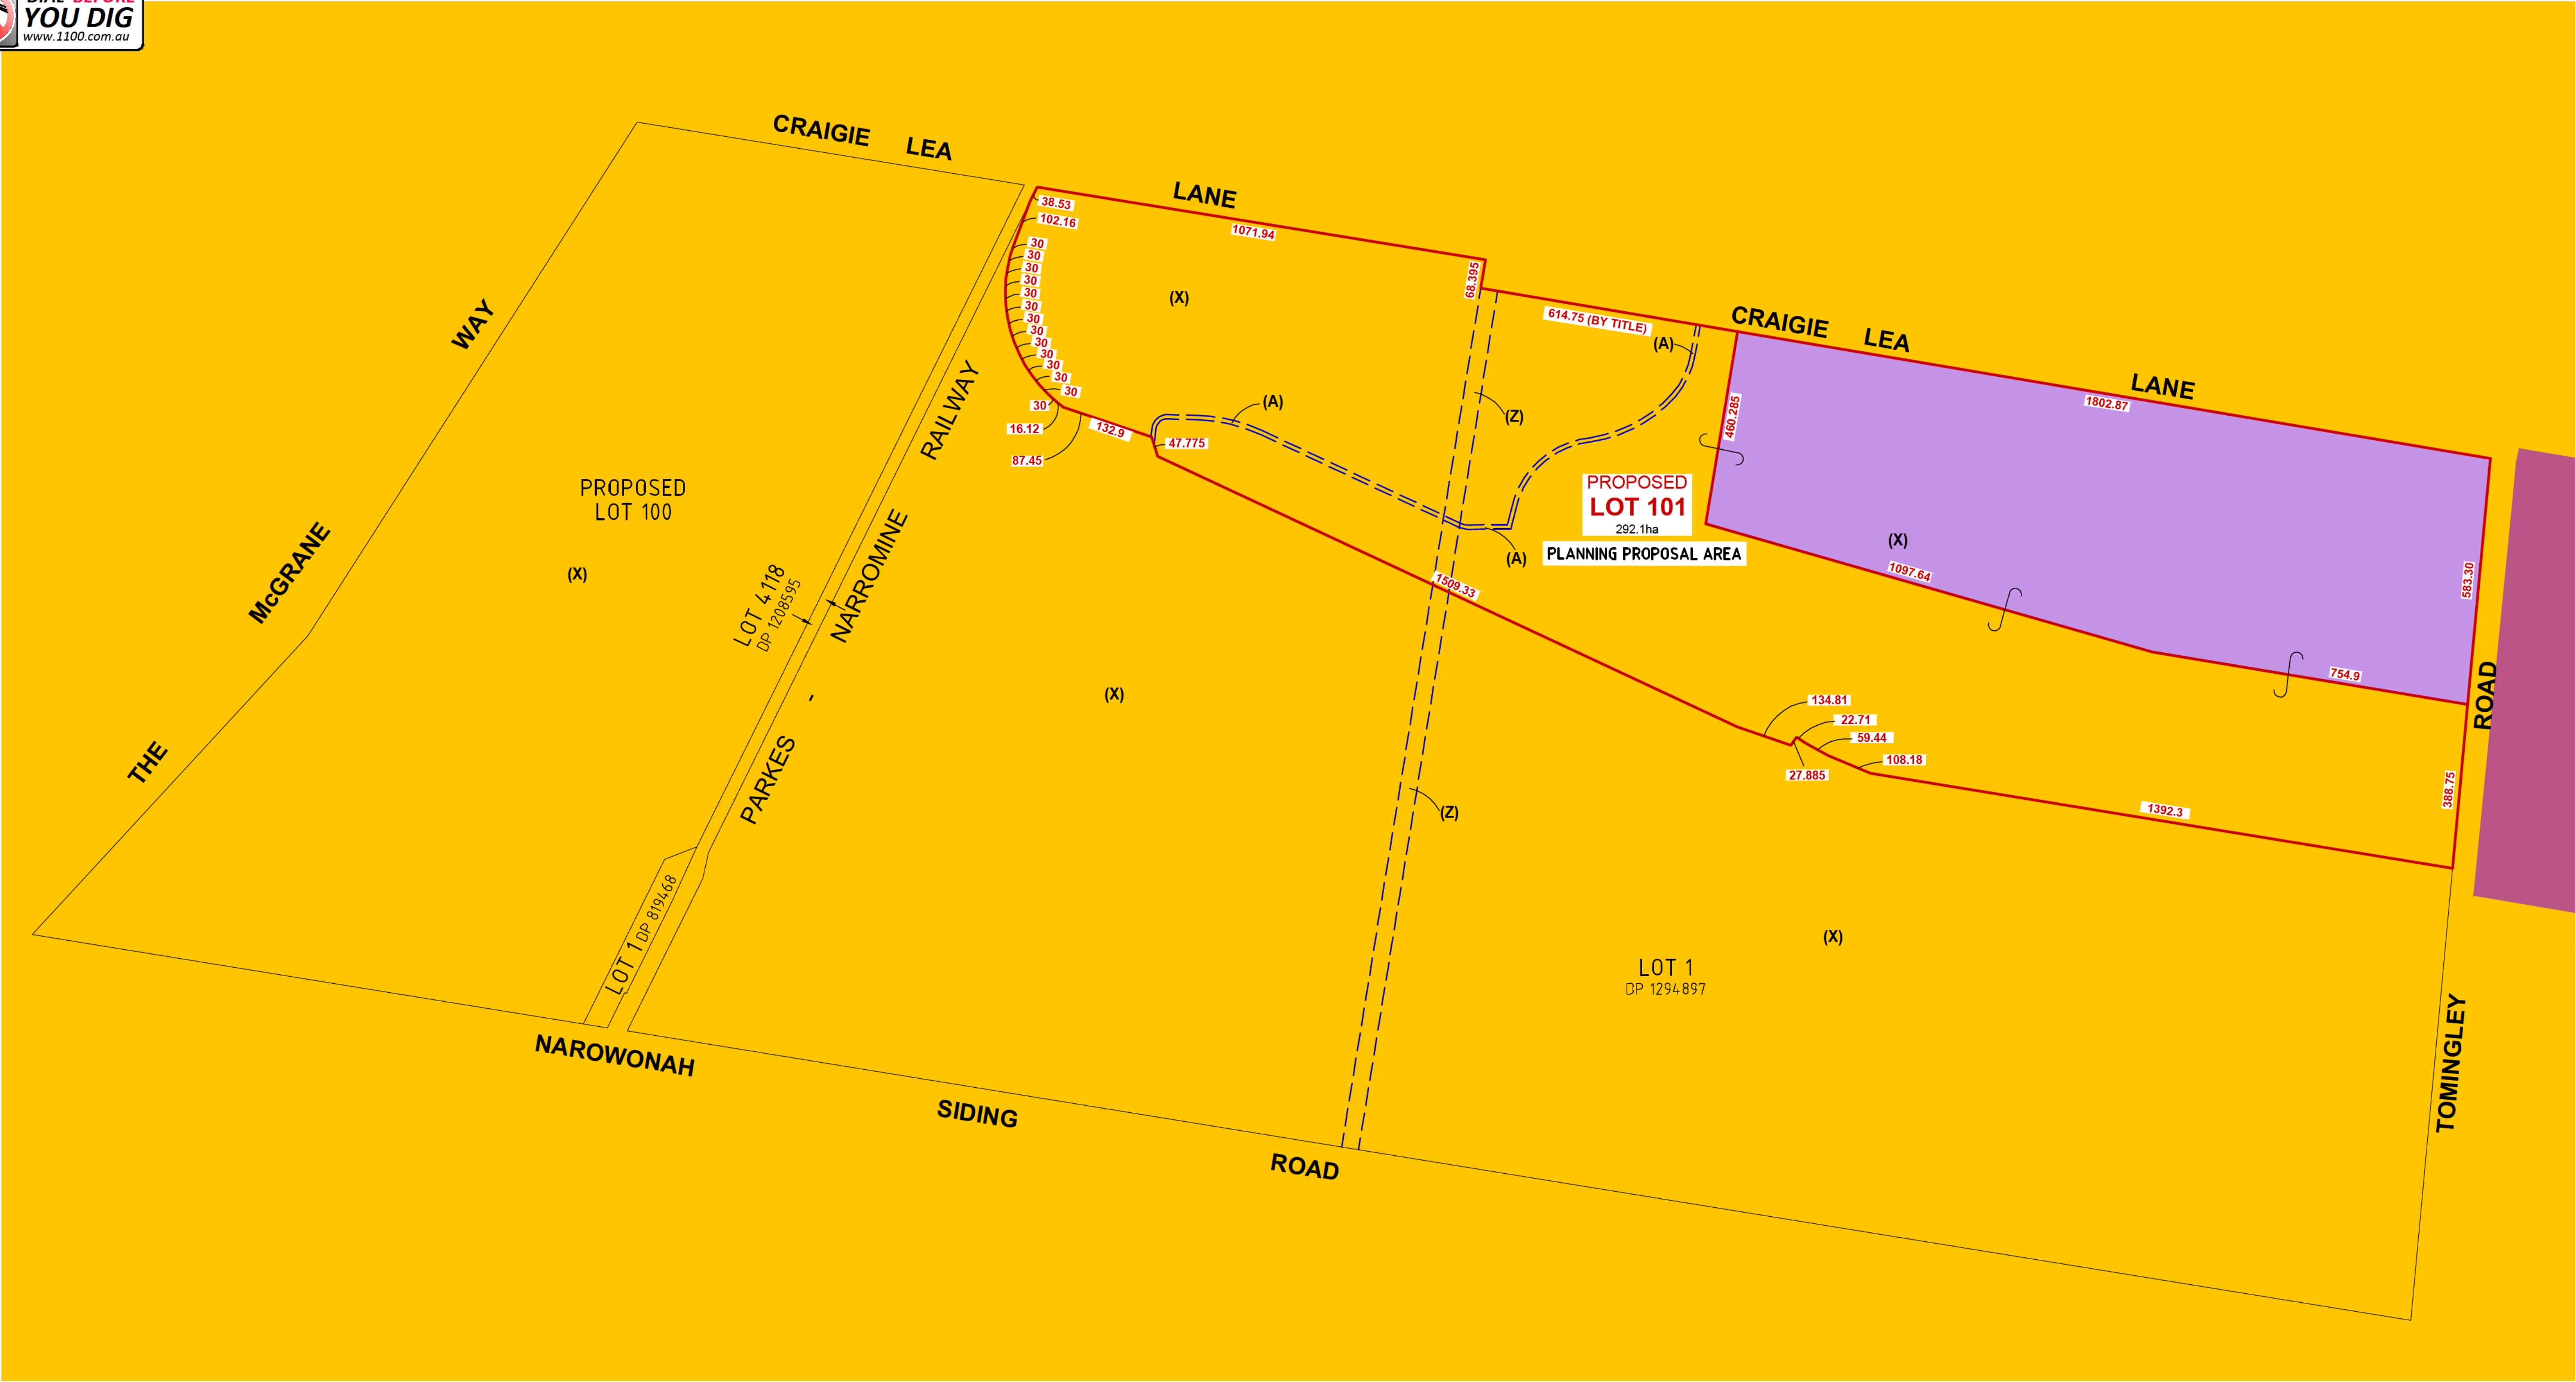 DIAL BEFORE
YOU DIG
www.1100.com.au
CRAIGIE LEA LANE
38.53
102.16
1071.94
30
30
30
30
30
30
30
30
30
30
30
30
30
30
16.12
87.45
132.9
47.775
68.395
614.75 (BY TITLE)
(X)
(A)
(A)
(Z)
(A)
CRAIGIE LEA LANE
1802.87
460.285
PROPOSED
LOT 101
292.1ha
PLANNING PROPOSAL AREA
(X)
1097.64
583.30
754.9
388.75
1509.33
134.81
22.71
59.44
108.18
27.885
1392.3
THE McGRANE WAY
PROPOSED
LOT 100
(X)
LOT 4118
DP 1208595
PARKES - NARROMINE RAILWAY
(X)
(Z)
LOT 1 DP 819468
(X)
LOT 1
DP 1294897
NAROWONAH SIDING ROAD
TOMINGLEY ROAD